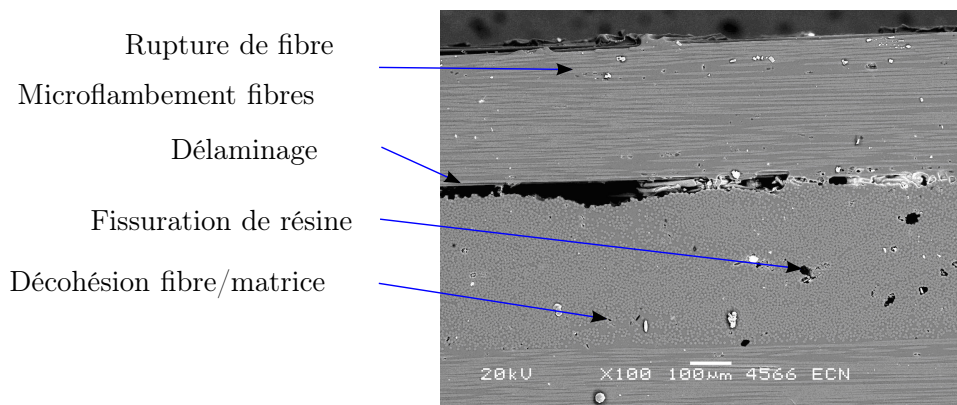 Rupture de fibre
Microflambement fibres
Délaminage
Fissuration de résine
Décohésion fibre/matrice
20kV X100 100µm 4566 ECN